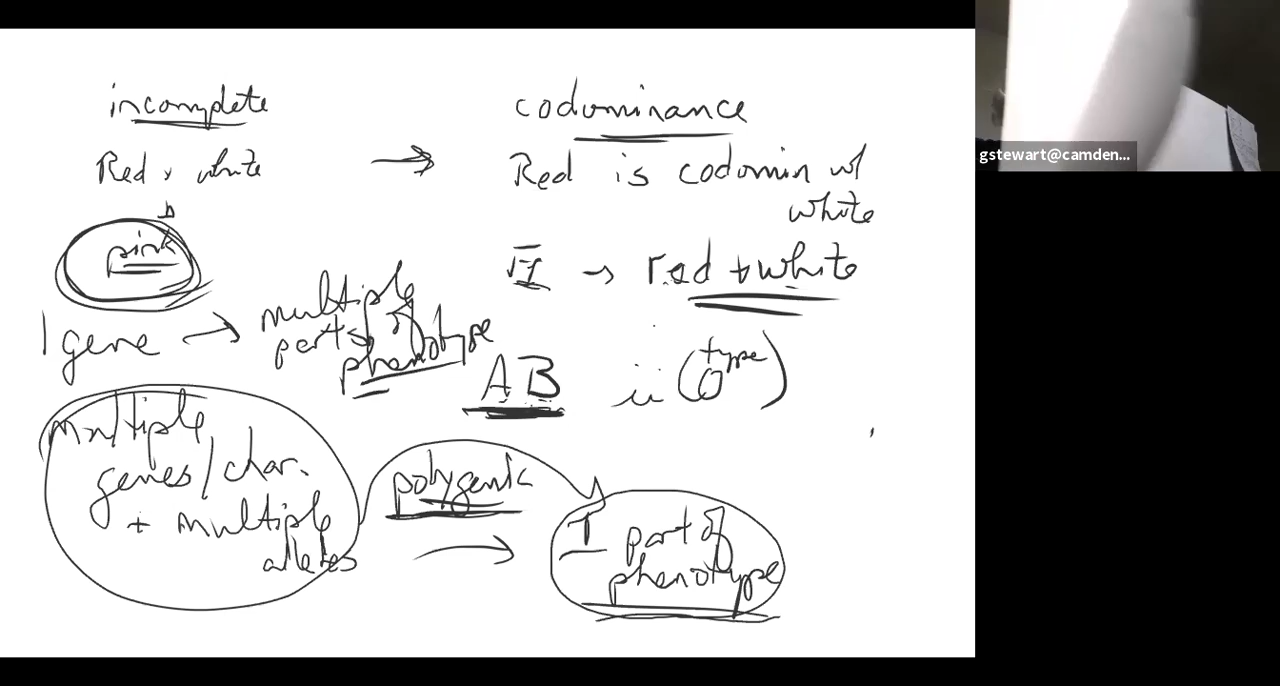 incomplete
Red x white
pink
1 gene → multiple
parts of
phenotype
multiple
genes/char.
+ multiple
alleles
polygenic
→
codominance
Red is codomin w/
white
F1 → red + white
AB ii (O type)
1 part of
phenotype
gstewart@camden...